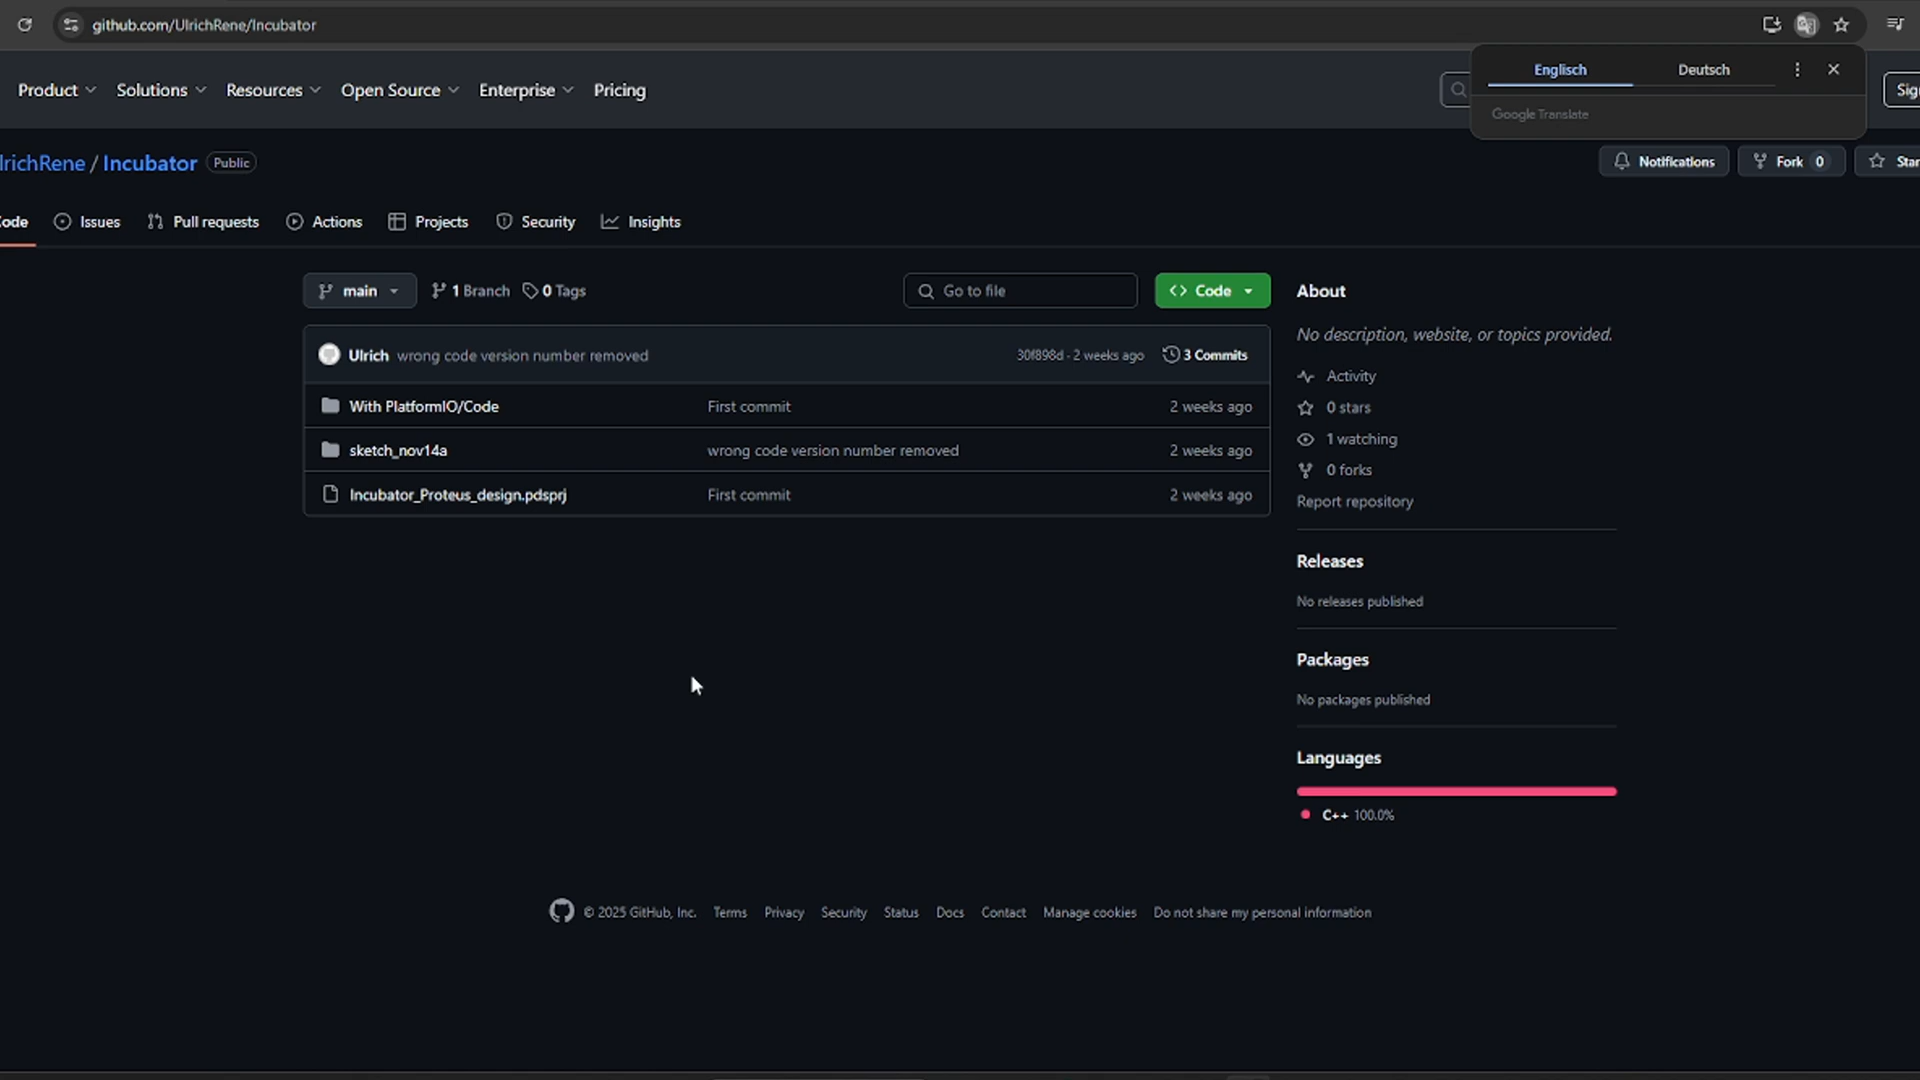 github.com/UlrichRene/Incubator
Englisch Deutsch
Google Translate
Product Solutions Resources Open Source Enterprise Pricing
Sig
lrichRene / Incubator Public
Notifications Fork 0 Star
ode Issues Pull requests Actions Projects Security Insights
main 1 Branch 0 Tags Go to file Code
Ulrich wrong code version number removed 30f898d · 2 weeks ago 3 Commits
With PlatformIO/Code First commit 2 weeks ago
sketch_nov14a wrong code version number removed 2 weeks ago
Incubator_Proteus_design.pdsprj First commit 2 weeks ago
About
No description, website, or topics provided.
Activity
0 stars
1 watching
0 forks
Report repository
Releases
No releases published
Packages
No packages published
Languages
C++ 100.0%
© 2025 GitHub, Inc. Terms Privacy Security Status Docs Contact Manage cookies Do not share my personal information